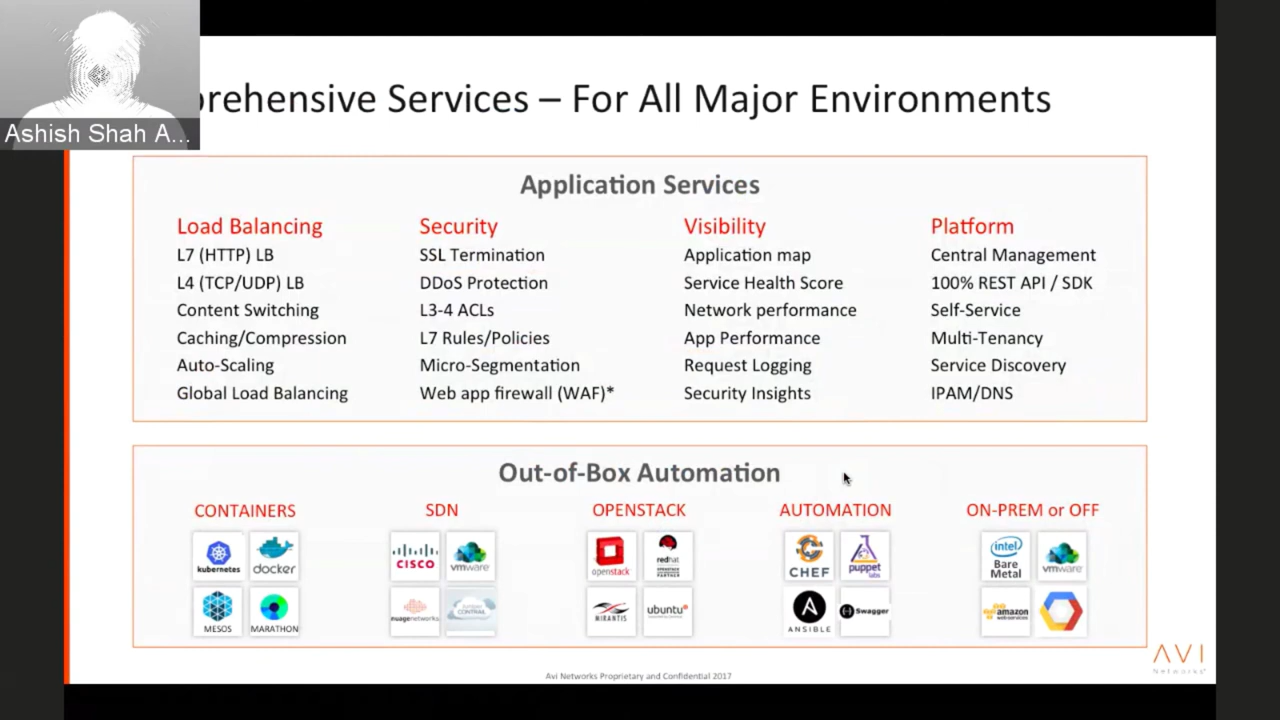 prehensive Services – For All Major Environments
Ashish Shah A...
Application Services
Load Balancing
L7 (HTTP) LB
L4 (TCP/UDP) LB
Content Switching
Caching/Compression
Auto-Scaling
Global Load Balancing
Security
SSL Termination
DDoS Protection
L3-4 ACLs
L7 Rules/Policies
Micro-Segmentation
Web app firewall (WAF)*
Visibility
Application map
Service Health Score
Network performance
App Performance
Request Logging
Security Insights
Platform
Central Management
100% REST API / SDK
Self-Service
Multi-Tenancy
Service Discovery
IPAM/DNS
Out-of-Box Automation
CONTAINERS
kubernetes
docker
MESOS
MARATHON
SDN
CISCO
vmware
nuagenetworks
CONTRAIL
OPENSTACK
openstack
redhat
MIRANTIS
ubuntu
AUTOMATION
CHEF
puppet
labs
ANSIBLE
Swagger
ON-PREM or OFF
intel
Bare
Metal
vmware
amazon
webservices
AVI
Networks
Avi Networks Proprietary and Confidential 2017